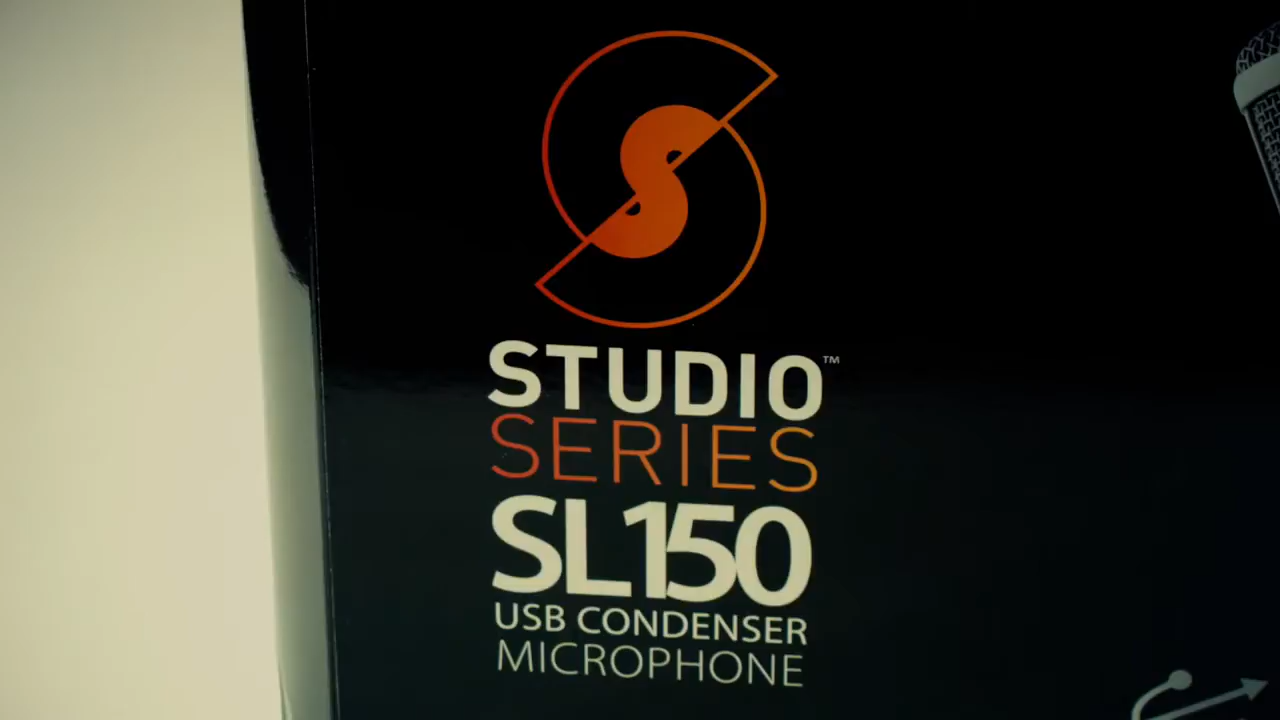 STUDIO™
SERIES
SL150
USB CONDENSER
MICROPHONE